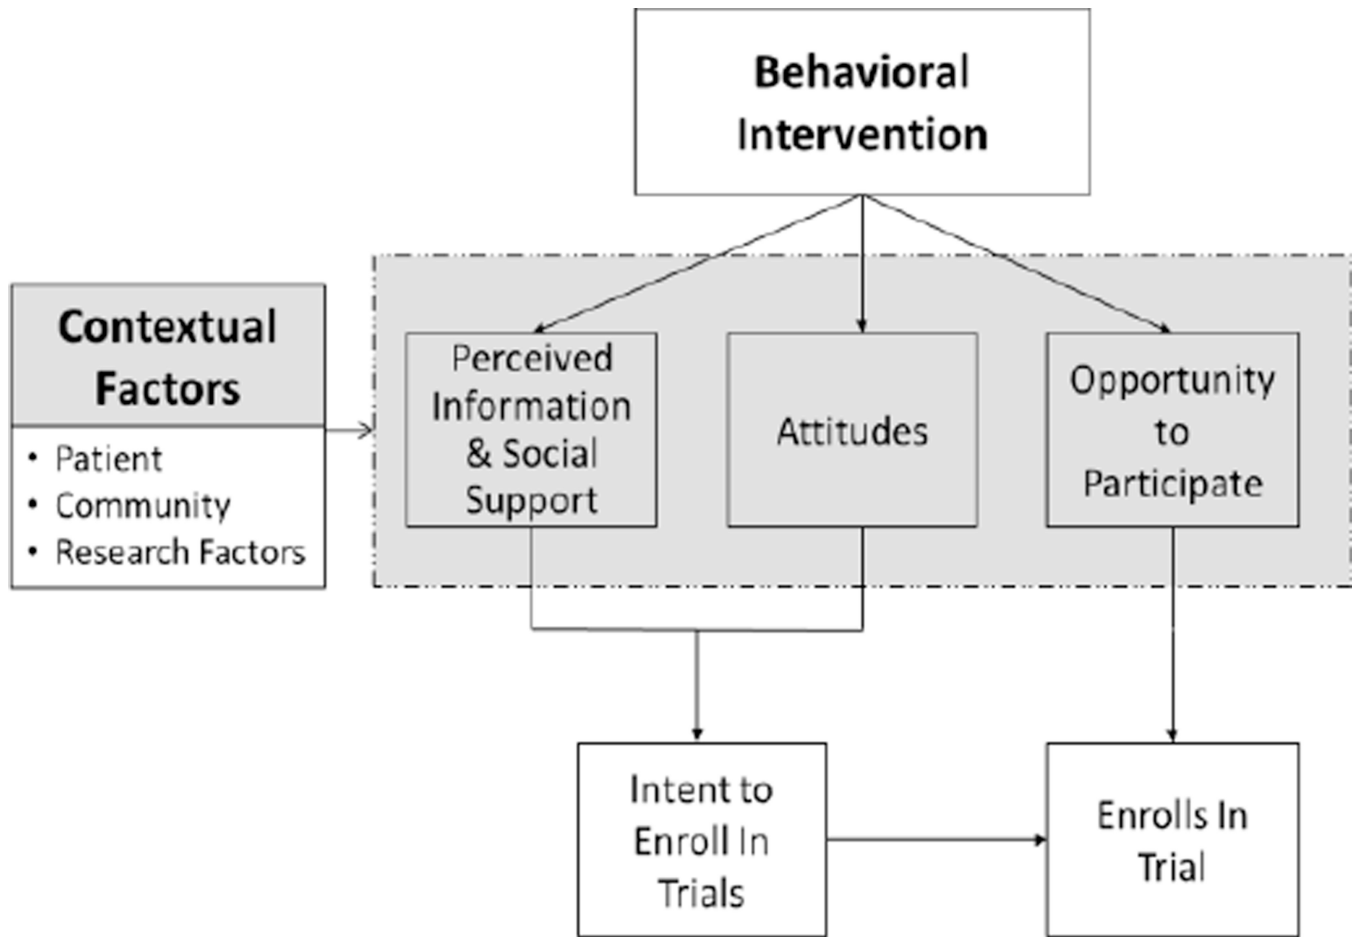 Behavioral
Intervention
Contextual
Factors
• Patient
• Community
• Research Factors
Perceived
Information
& Social
Support
Attitudes
Opportunity
to
Participate
Intent to
Enroll In
Trials
Enrolls In
Trial